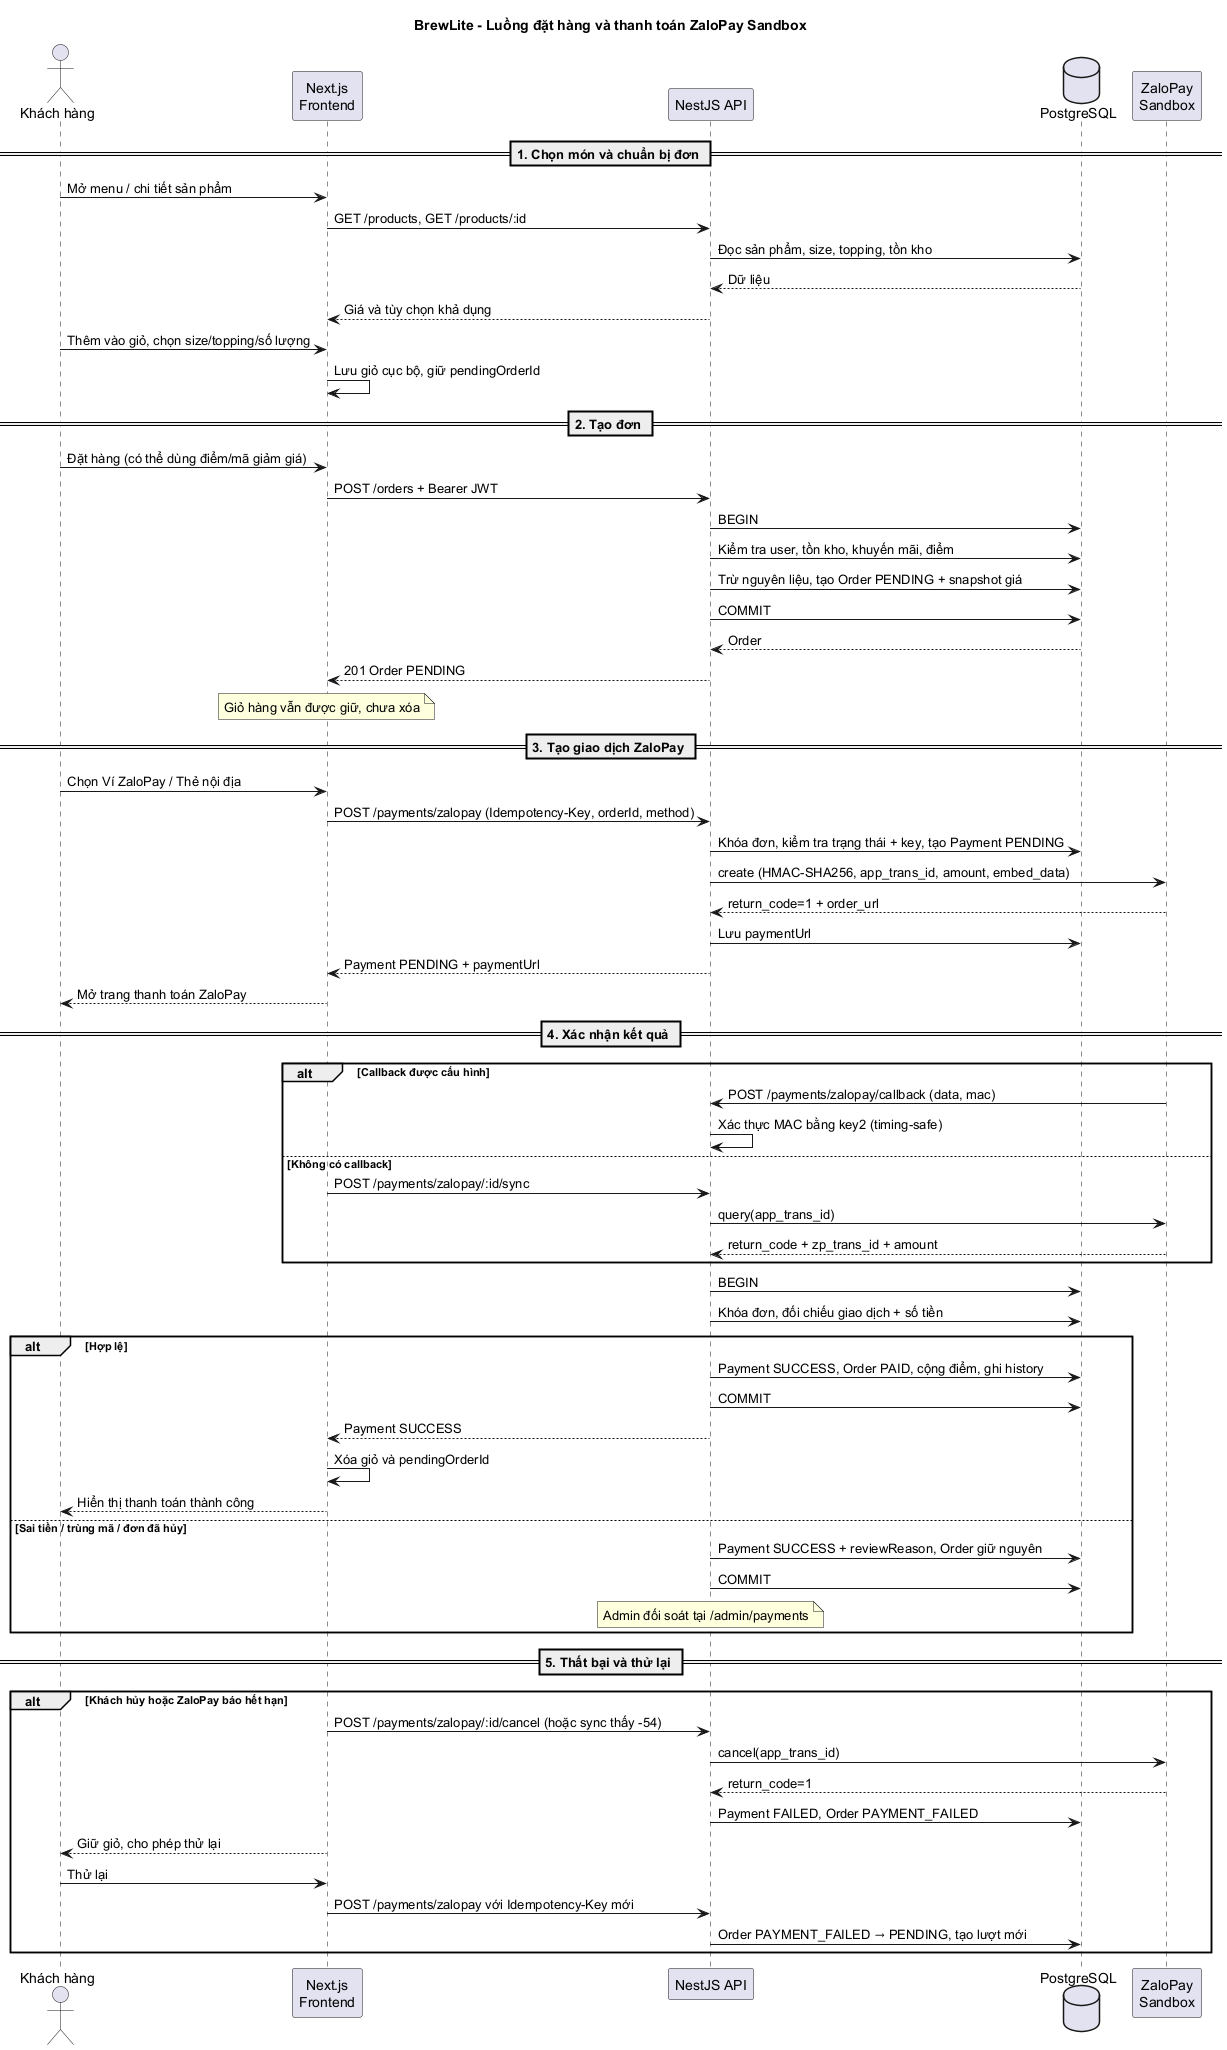 BrewLite - Luồng đặt hàng và thanh toán ZaloPay Sandbox
Khách hàng
Next.js
Frontend
NestJS API
PostgreSQL
ZaloPay
Sandbox
1. Chọn món và chuẩn bị đơn
Mở menu / chi tiết sản phẩm
GET /products, GET /products/:id
Đọc sản phẩm, size, topping, tồn kho
Dữ liệu
Giá và tùy chọn khả dụng
Thêm vào giỏ, chọn size/topping/số lượng
Lưu giỏ cục bộ, giữ pendingOrderId
2. Tạo đơn
Đặt hàng (có thể dùng điểm/mã giảm giá)
POST /orders + Bearer JWT
BEGIN
Kiểm tra user, tồn kho, khuyến mãi, điểm
Trừ nguyên liệu, tạo Order PENDING + snapshot giá
COMMIT
Order
201 Order PENDING
Giỏ hàng vẫn được giữ, chưa xóa
3. Tạo giao dịch ZaloPay
Chọn Ví ZaloPay / Thẻ nội địa
POST /payments/zalopay (Idempotency-Key, orderId, method)
Khóa đơn, kiểm tra trạng thái + key, tạo Payment PENDING
create (HMAC-SHA256, app_trans_id, amount, embed_data)
return_code=1 + order_url
Lưu paymentUrl
Payment PENDING + paymentUrl
Mở trang thanh toán ZaloPay
4. Xác nhận kết quả
alt [Callback được cấu hình]
POST /payments/zalopay/callback (data, mac)
Xác thực MAC bằng key2 (timing-safe)
[Không có callback]
POST /payments/zalopay/:id/sync
query(app_trans_id)
return_code + zp_trans_id + amount
BEGIN
Khóa đơn, đối chiếu giao dịch + số tiền
alt [Hợp lệ]
Payment SUCCESS, Order PAID, cộng điểm, ghi history
COMMIT
Payment SUCCESS
Xóa giỏ và pendingOrderId
Hiển thị thanh toán thành công
[Sai tiền / trùng mã / đơn đã hủy]
Payment SUCCESS + reviewReason, Order giữ nguyên
COMMIT
Admin đối soát tại /admin/payments
5. Thất bại và thử lại
alt [Khách hủy hoặc ZaloPay báo hết hạn]
POST /payments/zalopay/:id/cancel (hoặc sync thấy -54)
cancel(app_trans_id)
return_code=1
Payment FAILED, Order PAYMENT_FAILED
Giữ giỏ, cho phép thử lại
Thử lại
POST /payments/zalopay với Idempotency-Key mới
Order PAYMENT_FAILED → PENDING, tạo lượt mới
Khách hàng
Next.js
Frontend
NestJS API
PostgreSQL
ZaloPay
Sandbox